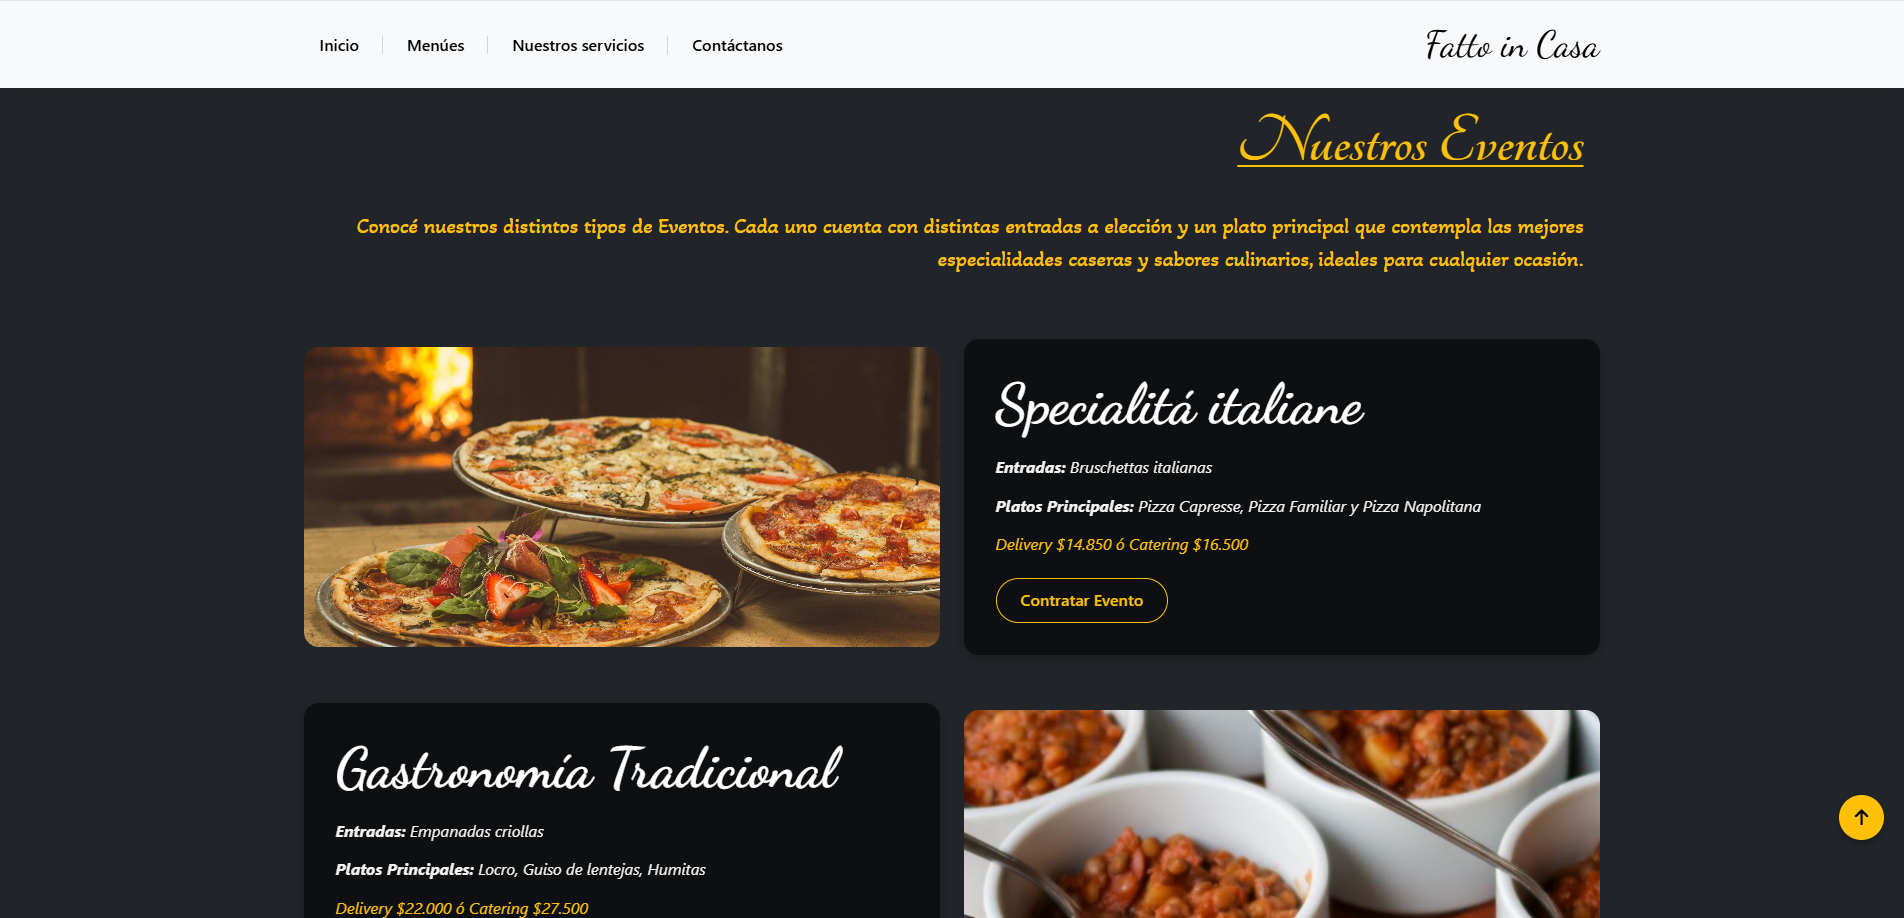 Inicio
Menúes
Nuestros servicios
Contáctanos
Fatto in Casa
Nuestros Eventos
Conocé nuestros distintos tipos de Eventos. Cada uno cuenta con distintas entradas a elección y un plato principal que contempla las mejores
especialidades caseras y sabores culinarios, ideales para cualquier ocasión.
Specialitá italiane
Entradas: Bruschettas italianas
Platos Principales: Pizza Capresse, Pizza Familiar y Pizza Napolitana
Delivery $14.850 ó Catering $16.500
Contratar Evento
Gastronomía Tradicional
Entradas: Empanadas criollas
Platos Principales: Locro, Guiso de lentejas, Humitas
Delivery $22.000 ó Catering $27.500